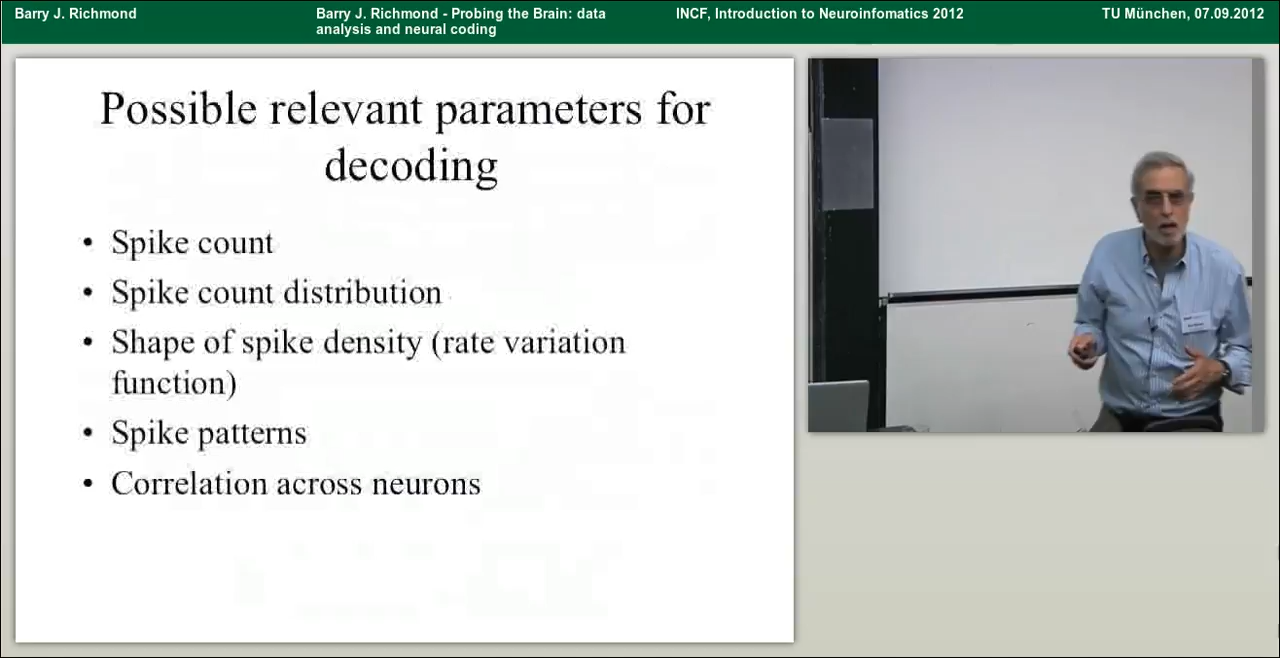 Barry J. Richmond
Barry J. Richmond - Probing the Brain: data
analysis and neural coding
INCF, Introduction to Neuroinfomatics 2012
TU München, 07.09.2012
Possible relevant parameters for
decoding
• Spike count
• Spike count distribution
• Shape of spike density (rate variation
function)
• Spike patterns
• Correlation across neurons